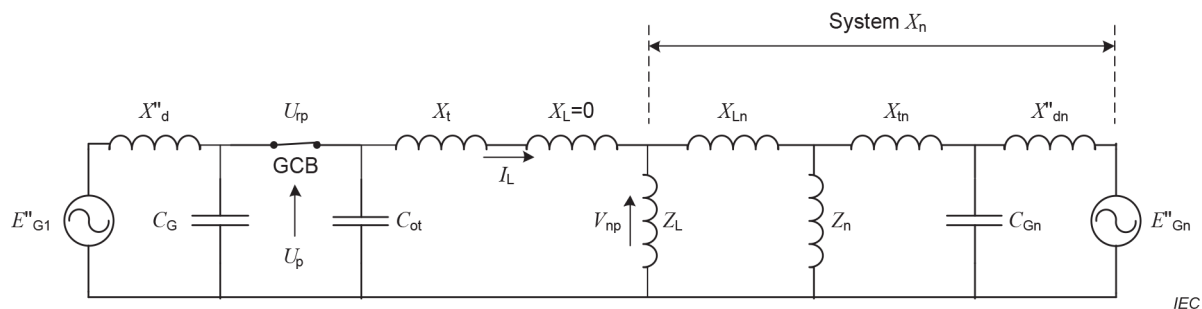 System Xn
X"d
Urp
Xt
XL=0
XLn
Xtn
X"dn
GCB
IL
E"G1
CG
Up
Cot
Vnp
ZL
Zn
CGn
E"Gn
IEC